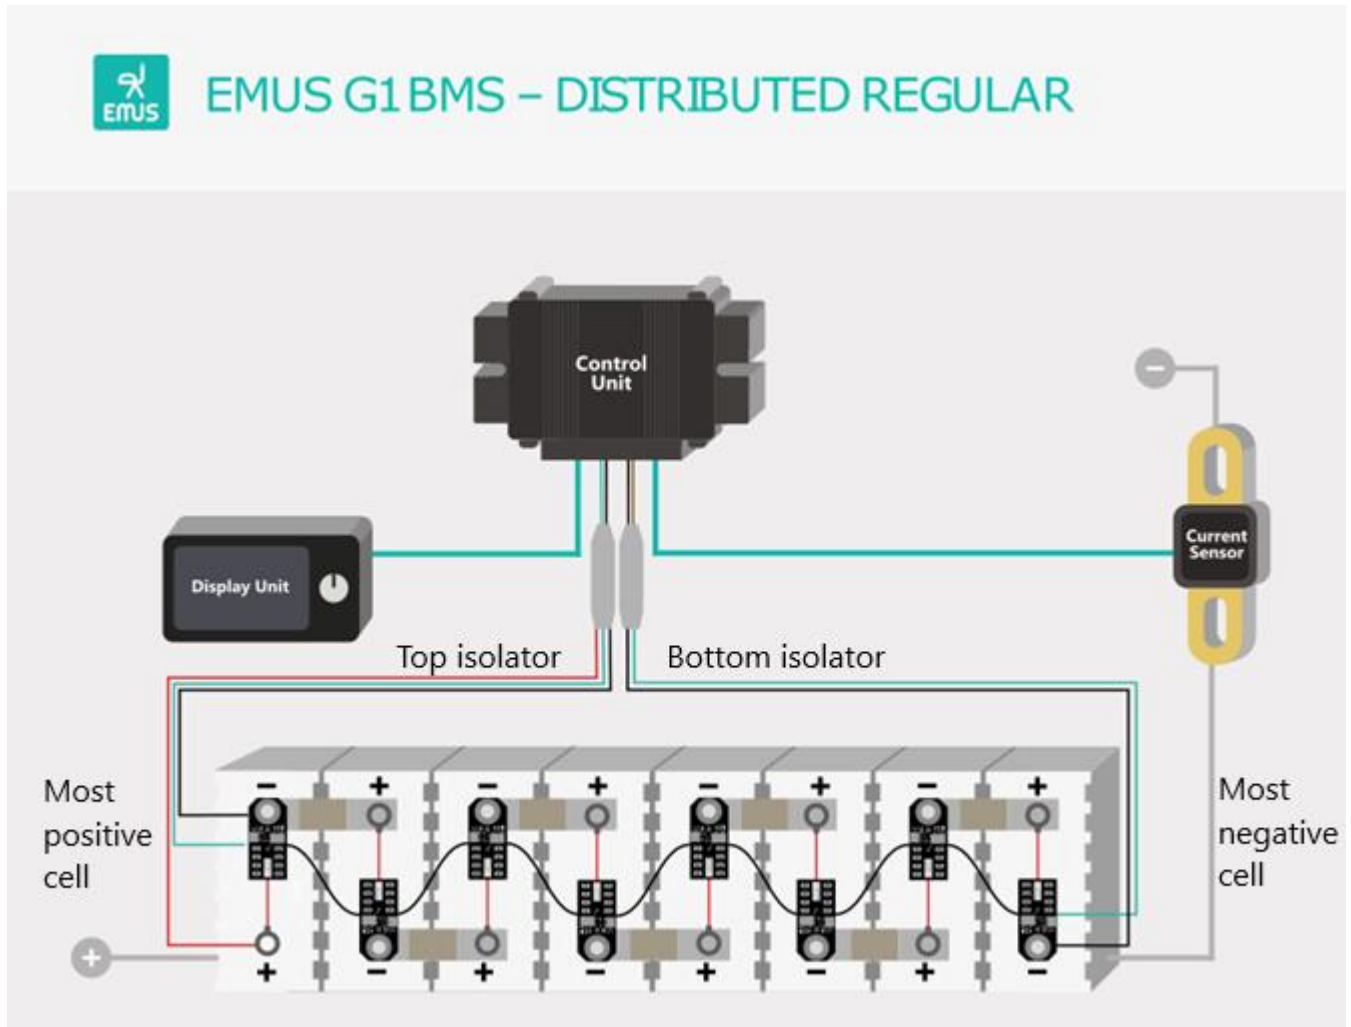 EMUS
EMUS G1 BMS – DISTRIBUTED REGULAR
Control
Unit
−
Current
Sensor
Display Unit
Top isolator
Bottom isolator
Most
positive
cell
Most
negative
cell
− + − + − + − +
+ − + − + − + −
+